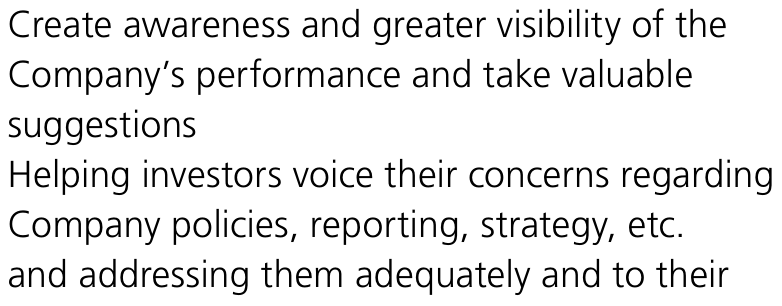 Create awareness and greater visibility of the
Company’s performance and take valuable
suggestions
Helping investors voice their concerns regarding
Company policies, reporting, strategy, etc.
and addressing them adequately and to their